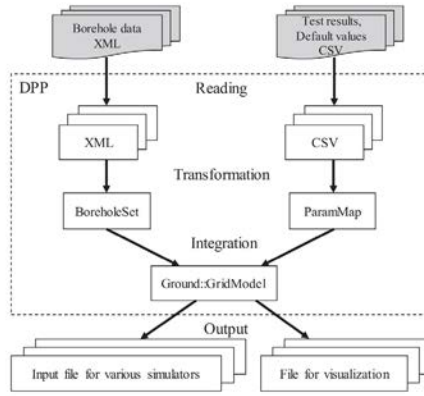 Borehole data
XML
Test results,
Default values
CSV
DPP
Reading
XML
CSV
Transformation
BoreholeSet
ParamMap
Integration
Ground::GridModel
Output
Input file for various simulators
File for visualization